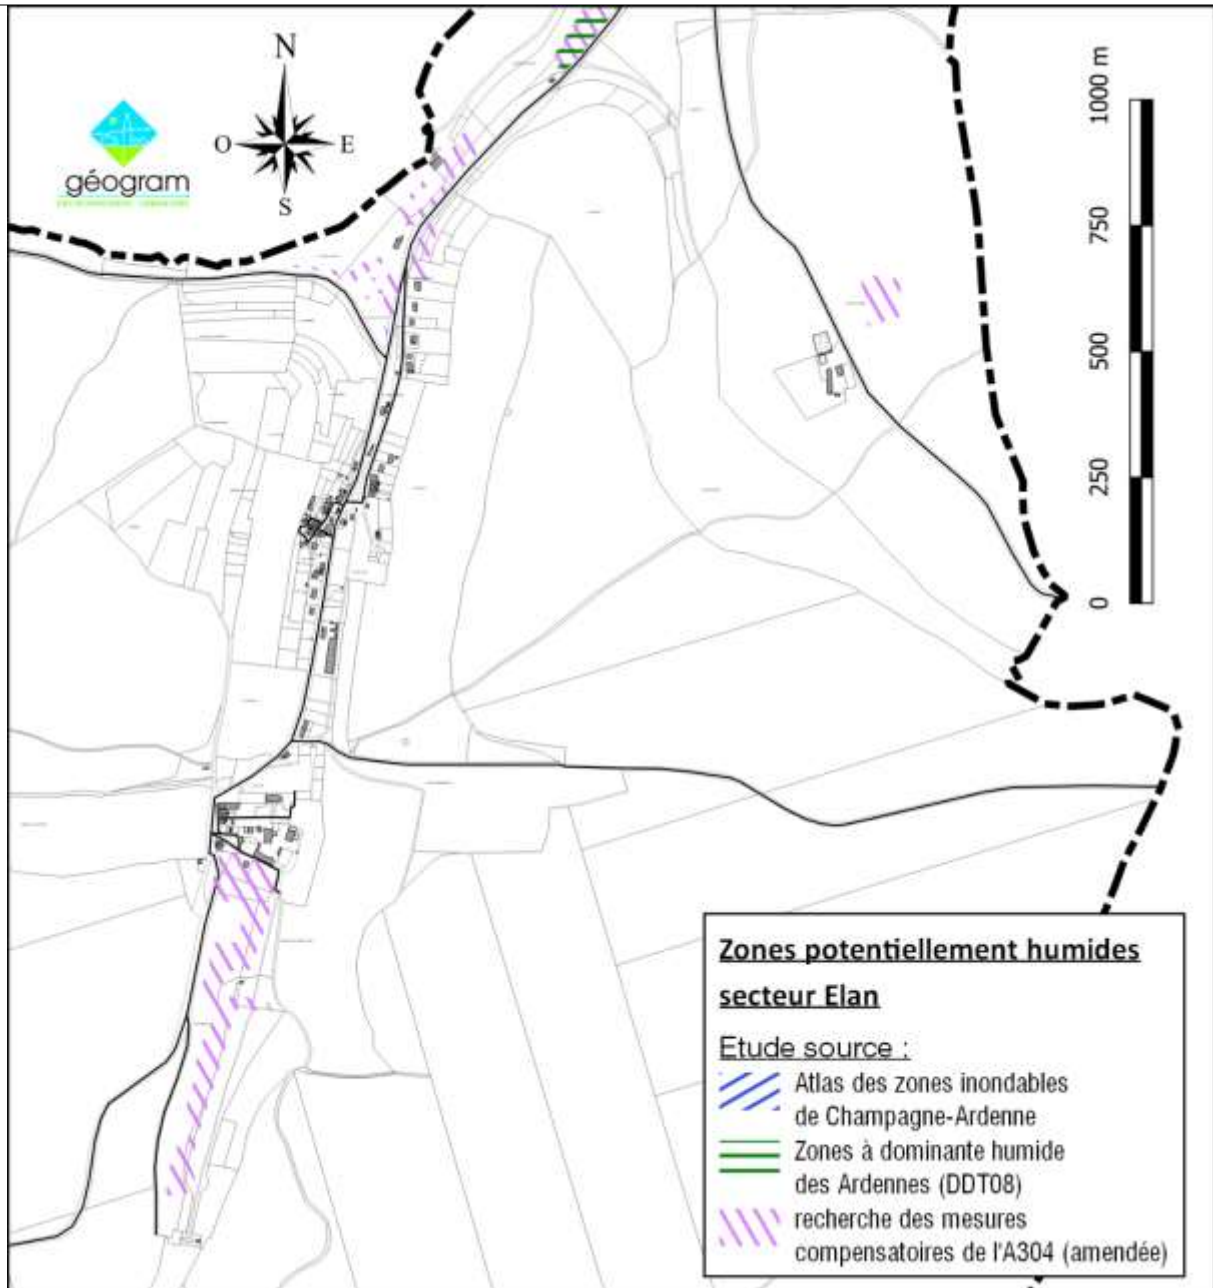 N
O
E
S
géogram
1000 m
750
500
250
0
Zones potentiellement humides
secteur Elan
Etude source :
Atlas des zones inondables
de Champagne-Ardenne
Zones à dominante humide
des Ardennes (DDT08)
recherche des mesures
compensatoires de l'A304 (amendée)